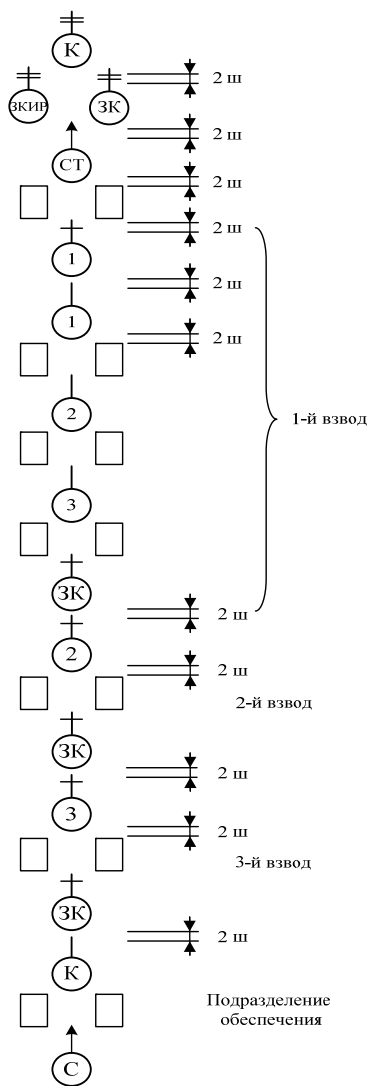 К
ЗКИР
ЗК
2 ш
2 ш
СТ
2 ш
2 ш
1
2 ш
1
2 ш
2
1-й взвод
3
ЗК
2 ш
2
2 ш
2-й взвод
ЗК
2 ш
3
2 ш
3-й взвод
ЗК
2 ш
К
Подразделение
обеспечения
С